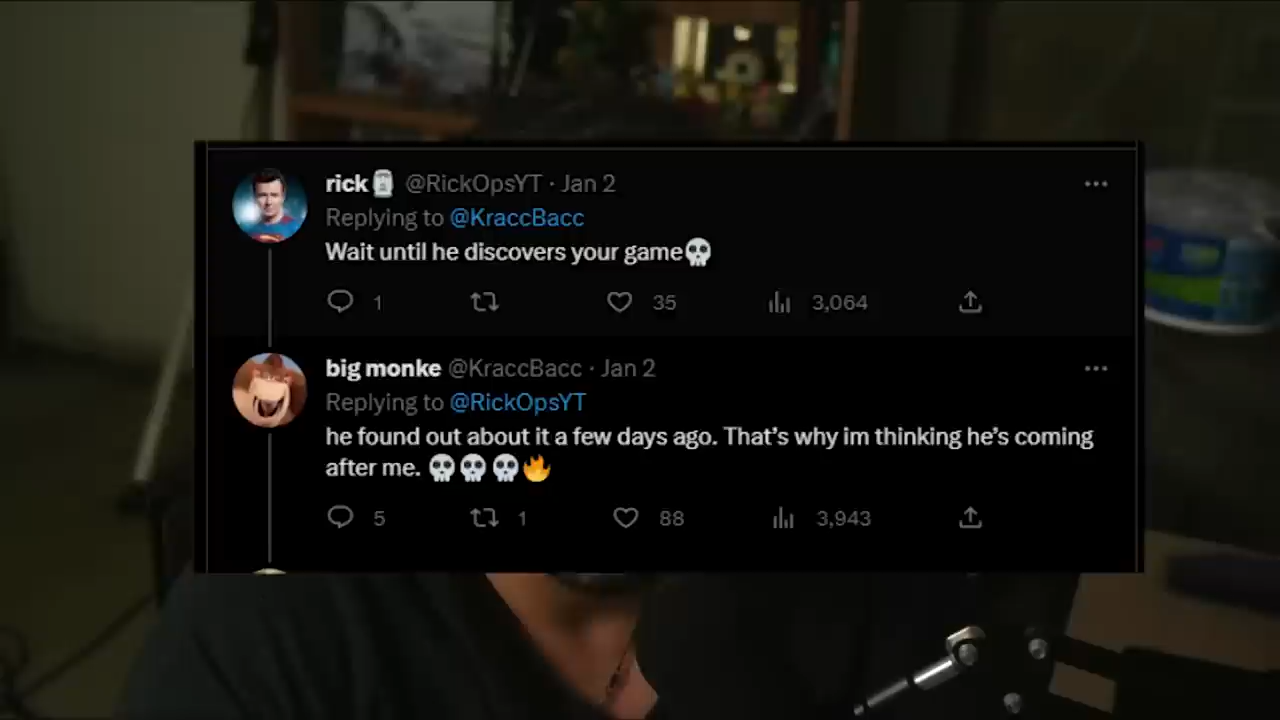 rick🥫 @RickOpsYT · Jan 2
Replying to @KraccBacc
Wait until he discovers your game💀
1 35 3,064
big monke @KraccBacc · Jan 2
Replying to @RickOpsYT
he found out about it a few days ago. That's why im thinking he's coming
after me. 💀💀💀🔥
5 1 88 3,943